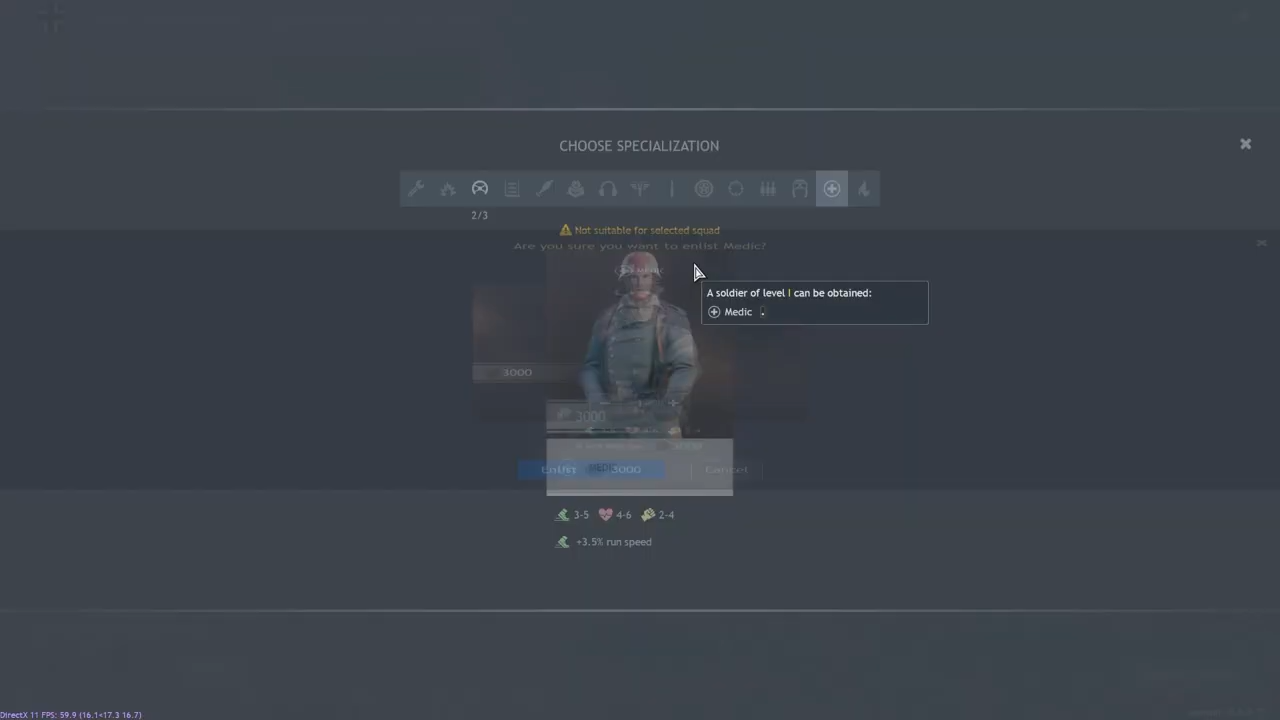 CHOOSE SPECIALIZATION
2/3
Not suitable for selected squad
Are you sure you want to enlist Medic?
MEDIC
A soldier of level I can be obtained:
Medic
3000
3000
Enlist 3000 Cancel
MEDIC
3-5 4-6 2-4
+3.5% run speed
DirectX 11 FPS: 59.9 (16.1<17.3 16.7)